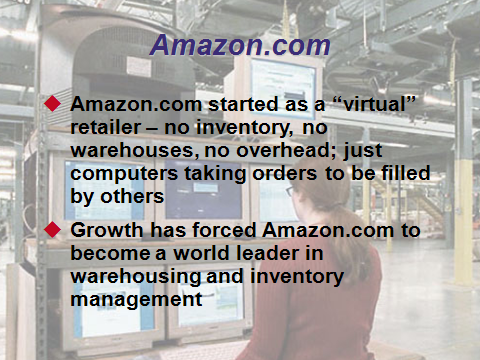 Amazon.com
Amazon.com started as a “virtual”
retailer – no inventory, no
warehouses, no overhead; just
computers taking orders to be filled
by others
Growth has forced Amazon.com to
become a world leader in
warehousing and inventory
management